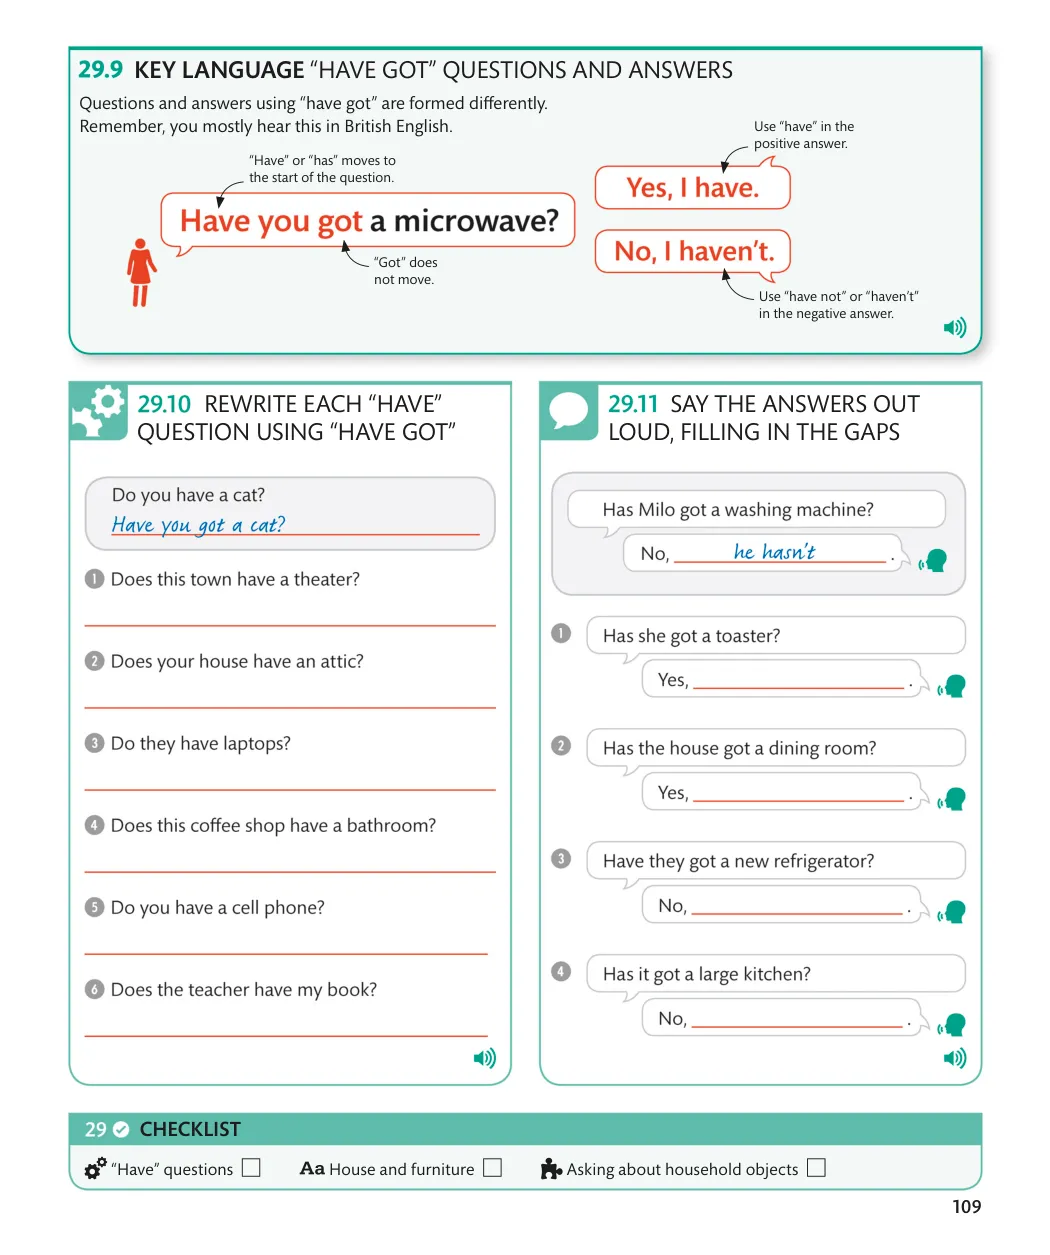 29.9 KEY LANGUAGE “HAVE GOT” QUESTIONS AND ANSWERS
Questions and answers using “have got” are formed differently.
Remember, you mostly hear this in British English.
“Have” or “has” moves to
the start of the question.
Have you got a microwave?
“Got” does
not move.
Use “have” in the
positive answer.
Yes, I have.
No, I haven’t.
Use “have not” or “haven’t”
in the negative answer.
29.10 REWRITE EACH “HAVE”
QUESTION USING “HAVE GOT”
Do you have a cat?
Have you got a cat?
1 Does this town have a theater?
2 Does your house have an attic?
3 Do they have laptops?
4 Does this coffee shop have a bathroom?
5 Do you have a cell phone?
6 Does the teacher have my book?
29.11 SAY THE ANSWERS OUT
LOUD, FILLING IN THE GAPS
Has Milo got a washing machine?
No, he hasn’t .
1 Has she got a toaster?
Yes, .
2 Has the house got a dining room?
Yes, .
3 Have they got a new refrigerator?
No, .
4 Has it got a large kitchen?
No, .
29 CHECKLIST
“Have” questions
Aa House and furniture
Asking about household objects
109